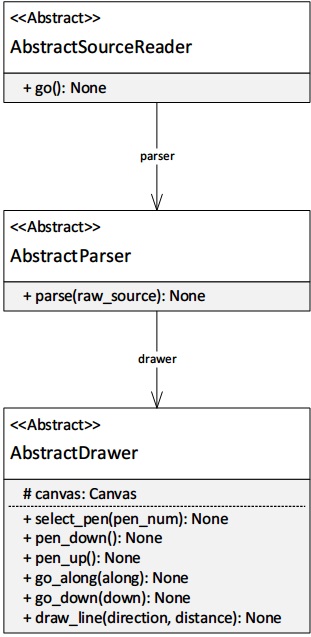 <<Abstract>>
AbstractSourceReader
+ go(): None
parser
<<Abstract>>
AbstractParser
+ parse(raw_source): None
drawer
<<Abstract>>
AbstractDrawer
# canvas: Canvas
+ select_pen(pen_num): None
+ pen_down(): None
+ pen_up(): None
+ go_along(along): None
+ go_down(down): None
+ draw_line(direction, distance): None